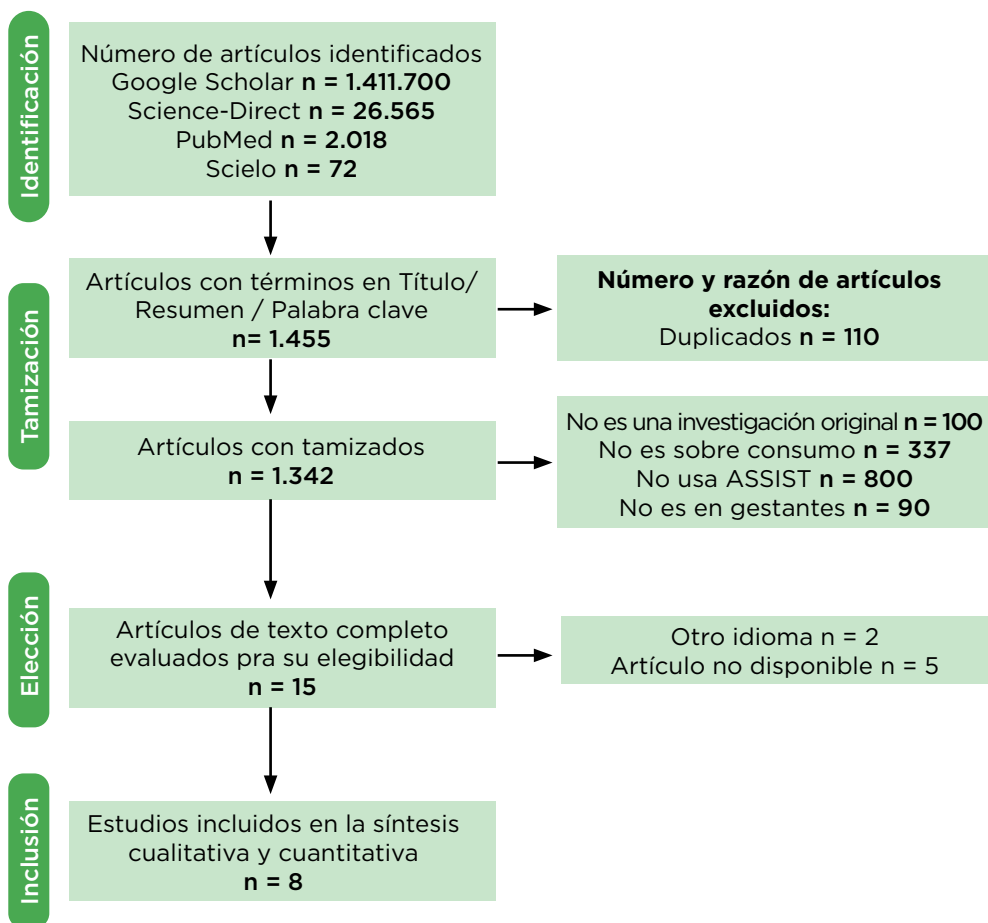 Identificación
Número de artículos identificados
Google Scholar n = 1.411.700
Science-Direct n = 26.565
PubMed n = 2.018
Scielo n = 72
Tamización
Artículos con términos en Título/
Resumen / Palabra clave
n= 1.455
Número y razón de artículos
excluidos:
Duplicados n = 110
Artículos con tamizados
n = 1.342
No es una investigación original n = 100
No es sobre consumo n = 337
No usa ASSIST n = 800
No es en gestantes n = 90
Elección
Artículos de texto completo
evaluados pra su elegibilidad
n = 15
Otro idioma n = 2
Artículo no disponible n = 5
Inclusión
Estudios incluidos en la síntesis
cualitativa y cuantitativa
n = 8